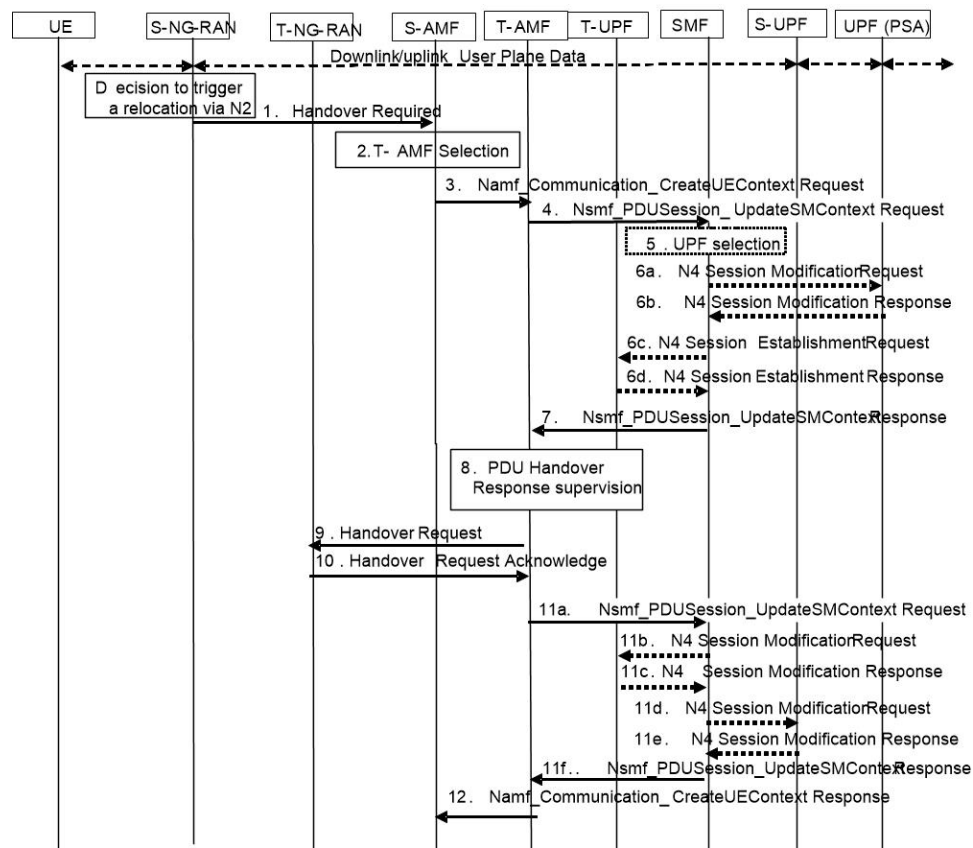 UE S-NG-RAN T-NG-RAN S-AMF T-AMF T-UPF SMF S-UPF UPF (PSA)
Downlink/uplink User Plane Data
D ecision to trigger
a relocation via N2
1. Handover Required
2.T- AMF Selection
3. Namf_Communication_CreateUEContext Request
4. Nsmf_PDUSession_ UpdateSMContext Request
5 . UPF selection
6a. N4 Session ModificationRequest
6b. N4 Session Modification Response
6c. N4 Session EstablishmentRequest
6d. N4 Session Establishment Response
7. Nsmf_PDUSession_UpdateSMContextResponse
8. PDU Handover
Response supervision
9 . Handover Request
10 . Handover Request Acknowledge
11a. Nsmf_PDUSession_UpdateSMContext Request
11b. N4 Session ModificationRequest
11c. N4 Session Modification Response
11d. N4 Session ModificationRequest
11e. N4 Session Modification Response
11f.. Nsmf_PDUSession_UpdateSMContextResponse
12. Namf_Communication_ CreateUEContext Response